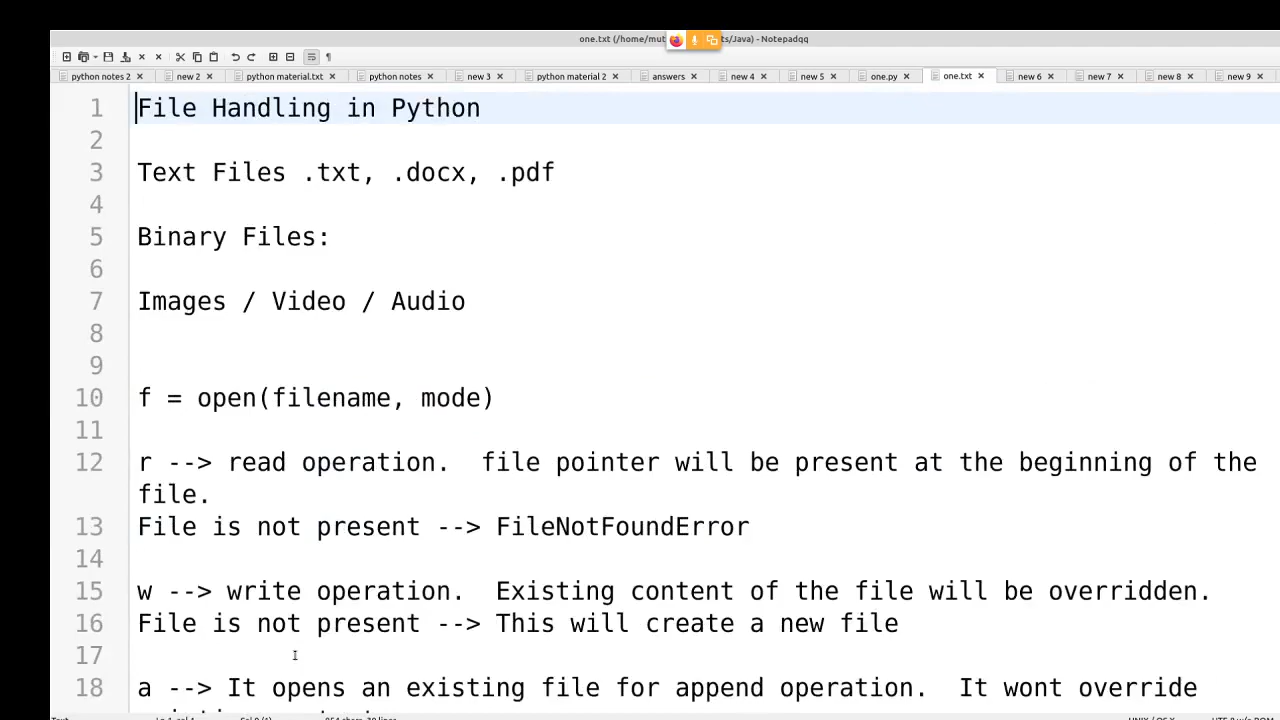 one.txt (/home/mut ts/Java) - Notepadqq
python notes 2 new 2 python material.txt python notes new 3 python material 2 answers new 4 new 5 one.py one.txt new 6 new 7 new 8 new 9
1 File Handling in Python
2
3 Text Files .txt, .docx, .pdf
4
5 Binary Files:
6
7 Images / Video / Audio
8
9
10 f = open(filename, mode)
11
12 r --> read operation.  file pointer will be present at the beginning of the
file.
13 File is not present --> FileNotFoundError
14
15 w --> write operation.  Existing content of the file will be overridden.
16 File is not present --> This will create a new file
17
18 a --> It opens an existing file for append operation.  It wont override